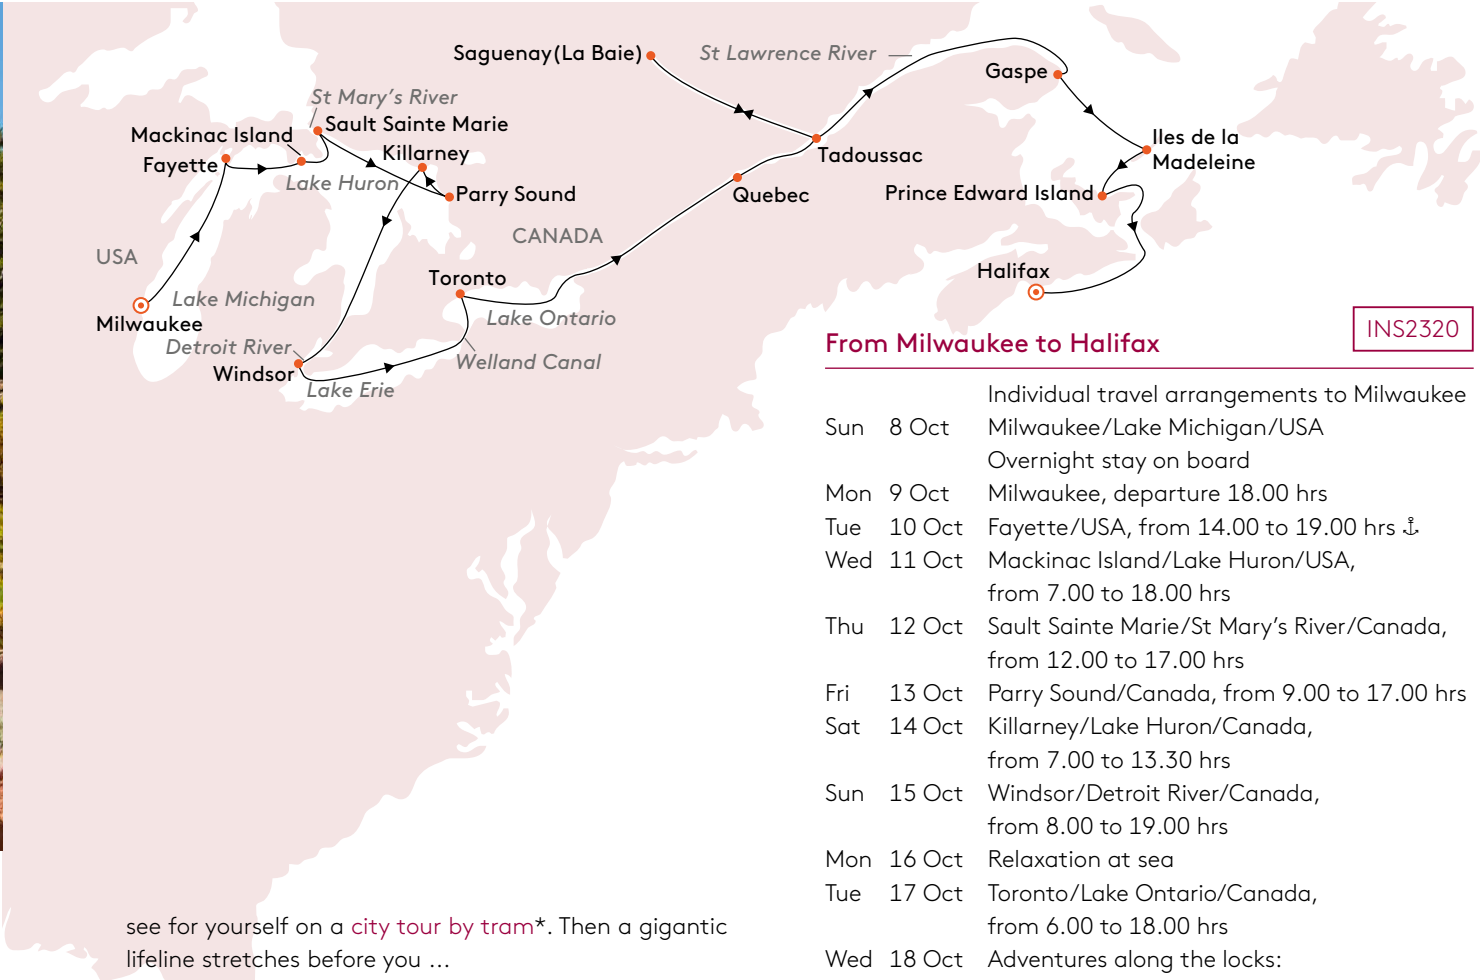 Saguenay(La Baie)
St Lawrence River
Gaspe
St Mary's River
Sault Sainte Marie
Mackinac Island
Killarney
Fayette
Lake Huron
Parry Sound
Iles de la
Madeleine
Tadoussac
Quebec
Prince Edward Island
CANADA
USA
Toronto
Halifax
Lake Michigan
Milwaukee
Lake Ontario
Detroit River
Windsor
Welland Canal
Lake Erie
From Milwaukee to Halifax
INS2320
Individual travel arrangements to Milwaukee
Sun 8 Oct Milwaukee/Lake Michigan/USA
Overnight stay on board
Mon 9 Oct Milwaukee, departure 18.00 hrs
Tue 10 Oct Fayette/USA, from 14.00 to 19.00 hrs ⚓
Wed 11 Oct Mackinac Island/Lake Huron/USA,
from 7.00 to 18.00 hrs
Thu 12 Oct Sault Sainte Marie/St Mary's River/Canada,
from 12.00 to 17.00 hrs
Fri 13 Oct Parry Sound/Canada, from 9.00 to 17.00 hrs
Sat 14 Oct Killarney/Lake Huron/Canada,
from 7.00 to 13.30 hrs
Sun 15 Oct Windsor/Detroit River/Canada,
from 8.00 to 19.00 hrs
Mon 16 Oct Relaxation at sea
Tue 17 Oct Toronto/Lake Ontario/Canada,
from 6.00 to 18.00 hrs
Wed 18 Oct Adventures along the locks:
see for yourself on a city tour by tram*. Then a gigantic
lifeline stretches before you ...